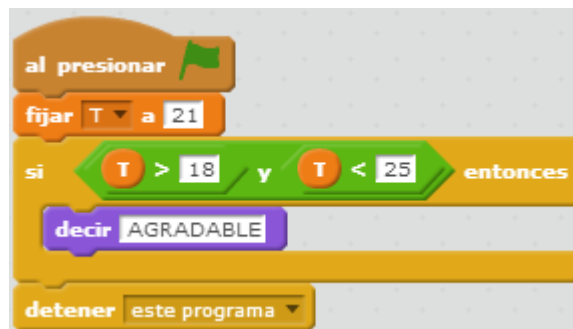 al presionar
fijar T a 21
si T > 18 y T < 25 entonces
decir AGRADABLE
detener este programa